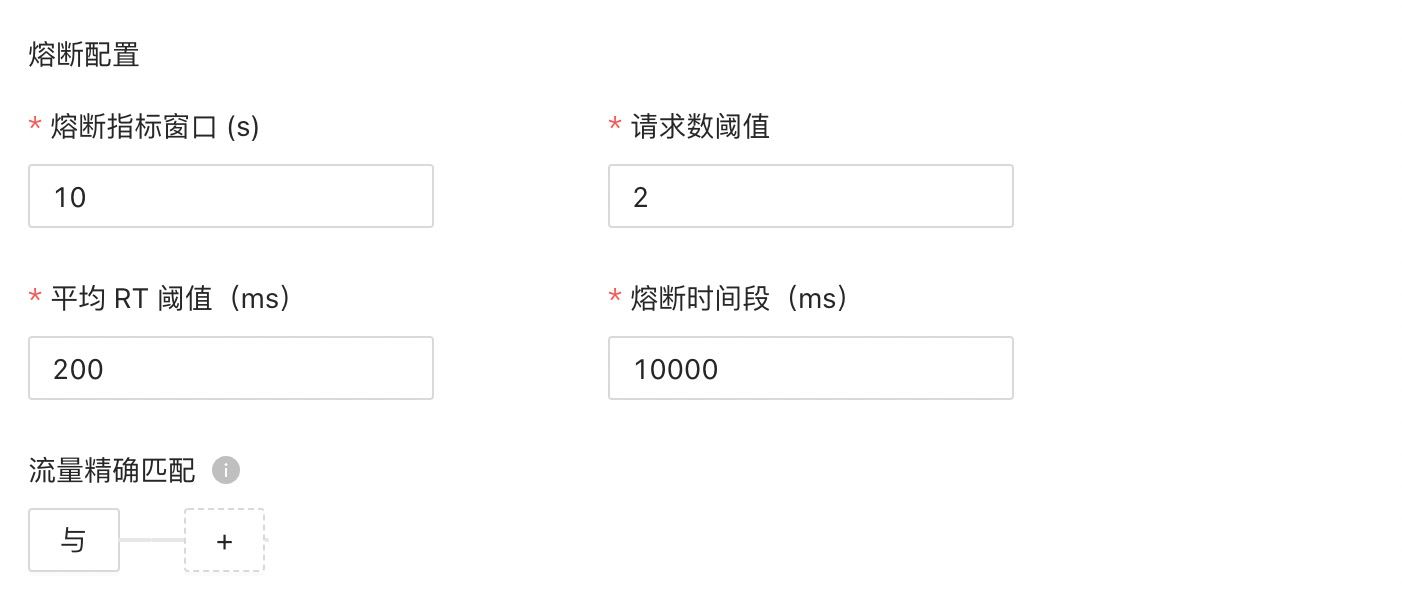 熔断配置
* 熔断指标窗口 (s)
* 请求数阈值
10
2
* 平均 RT 阈值（ms）
* 熔断时间段（ms）
200
10000
流量精确匹配 i
与
+